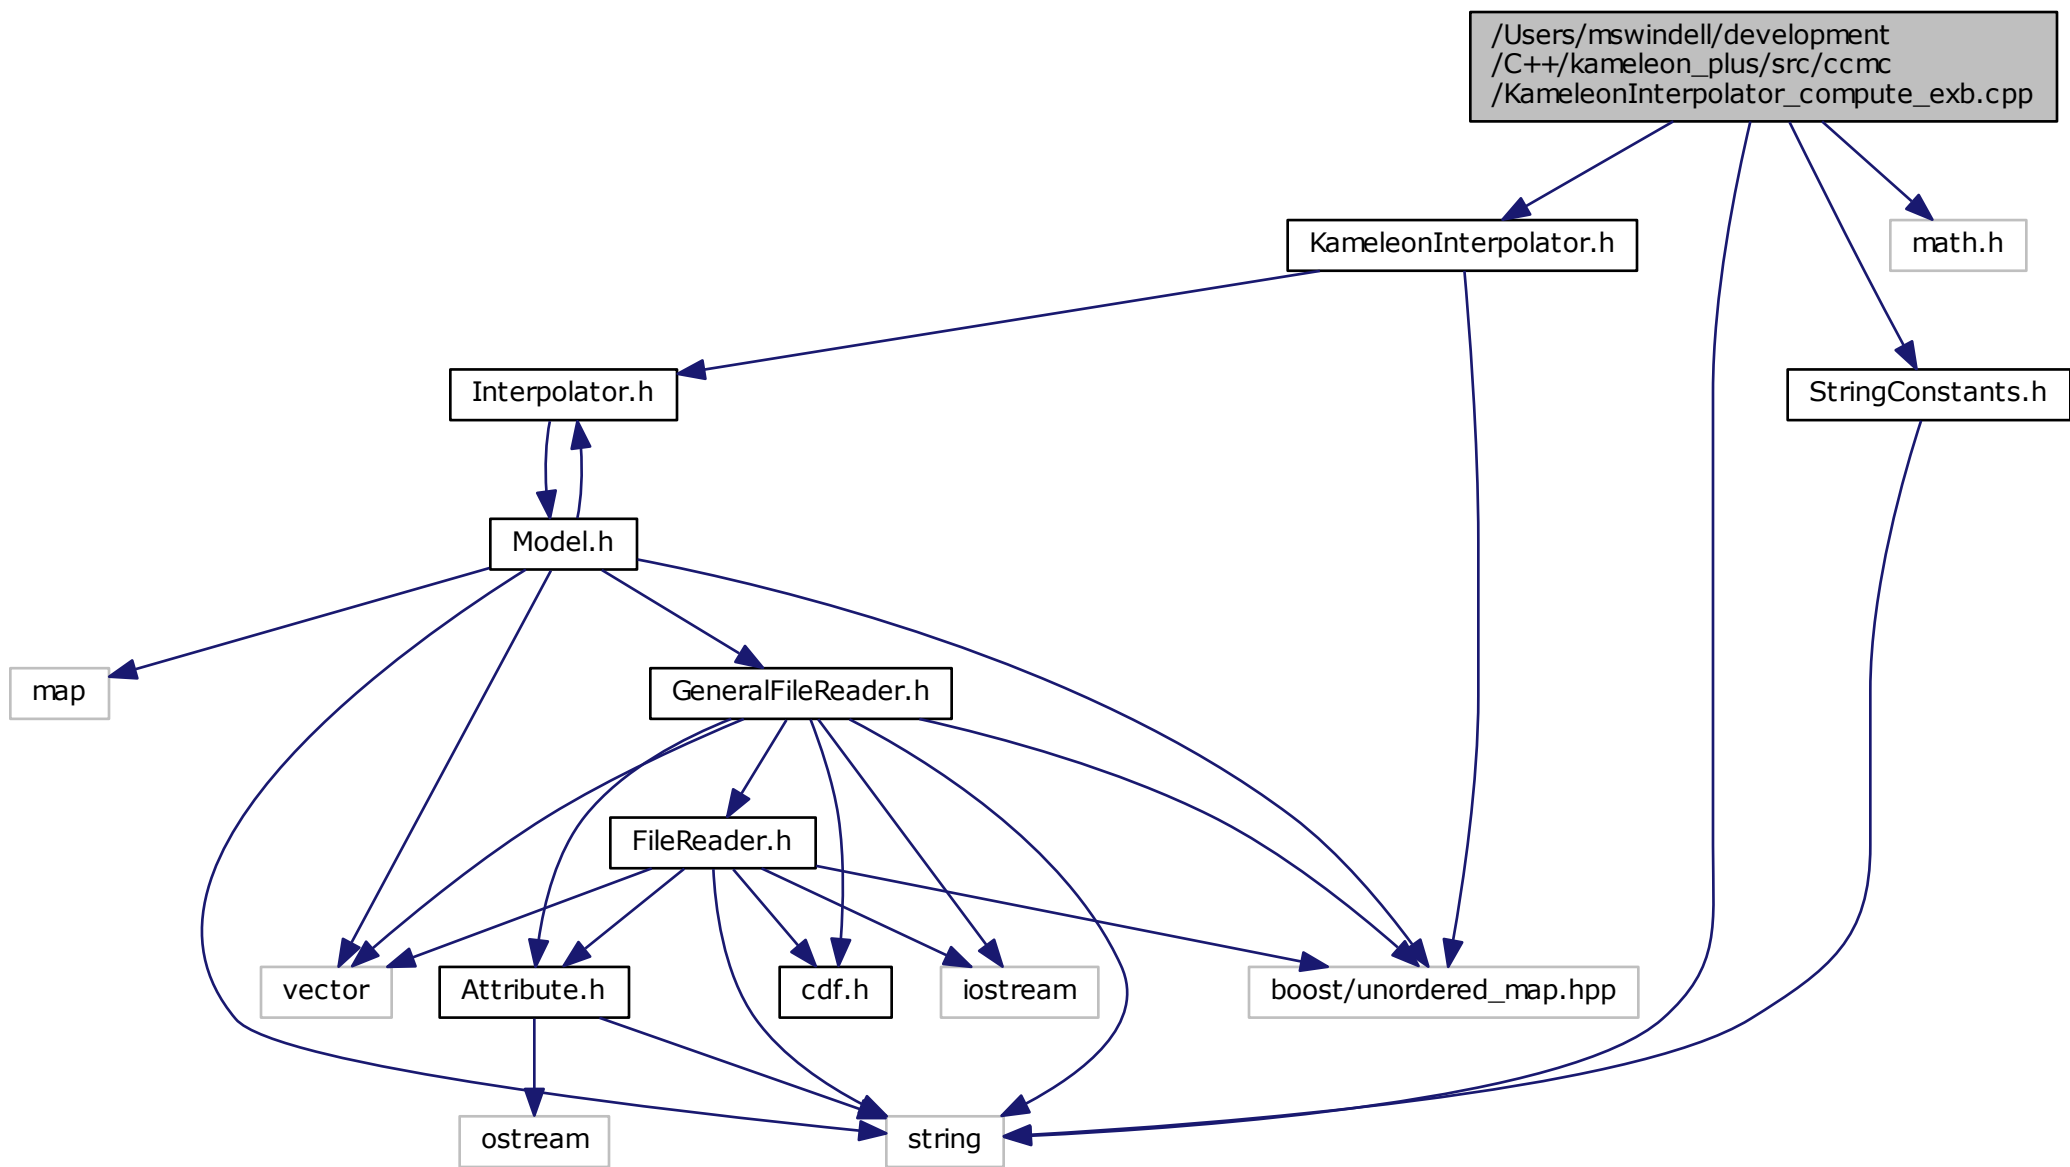 /Users/mswindell/development
/C++/kameleon_plus/src/ccmc
/KameleonInterpolator_compute_exb.cpp
KameleonInterpolator.h
math.h
Interpolator.h
StringConstants.h
Model.h
map
GeneralFileReader.h
FileReader.h
vector
Attribute.h
cdf.h
iostream
boost/unordered_map.hpp
ostream
string